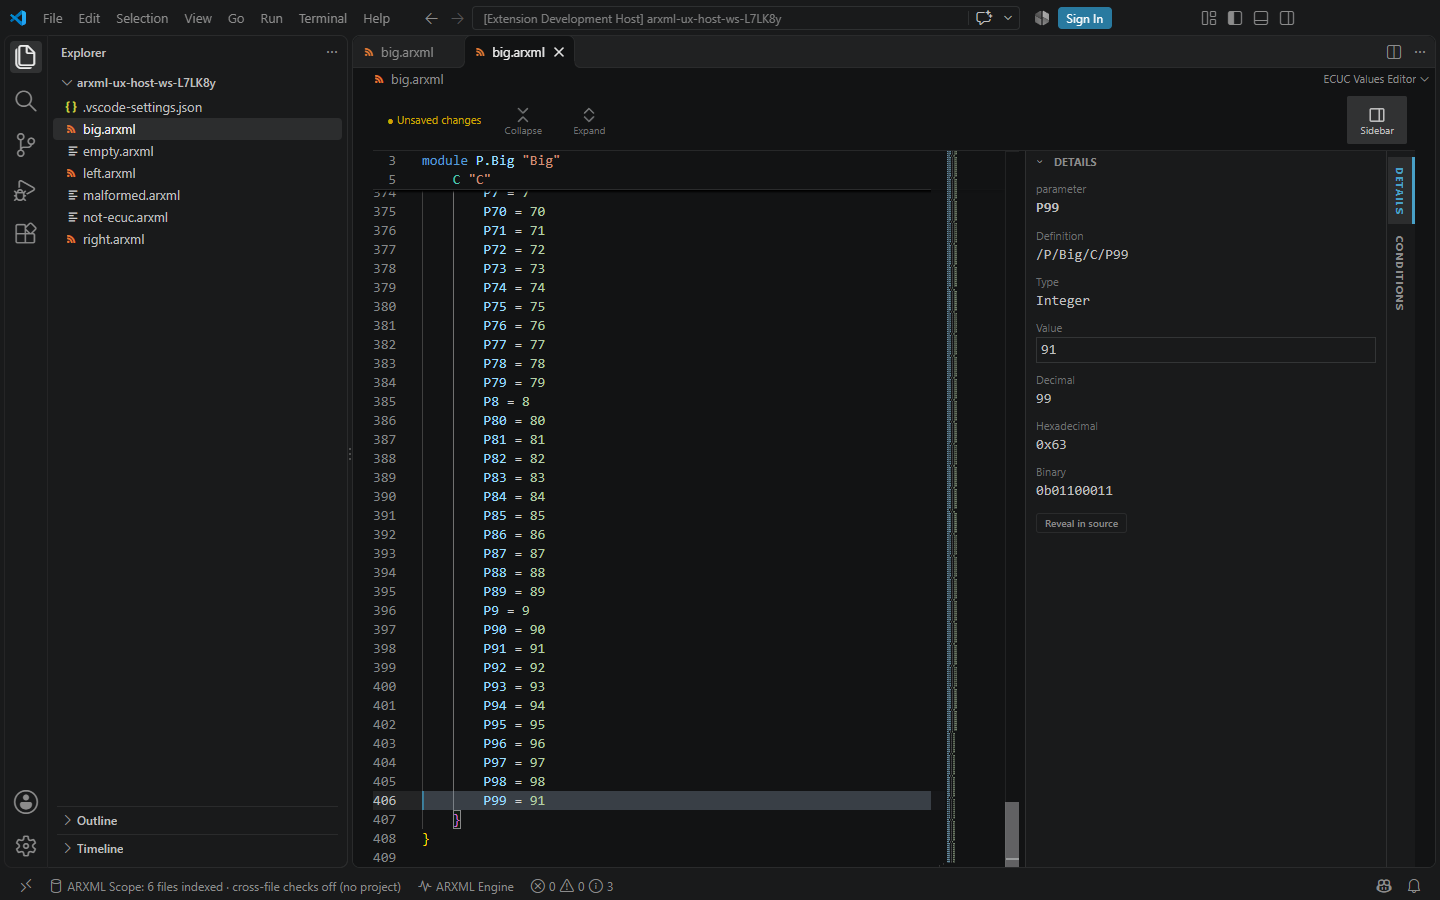 File Edit Selection View Go Run Terminal Help
[Extension Development Host] arxml-ux-host-ws-L7LK8y
Sign In
Explorer
arxml-ux-host-ws-L7LK8y
{} .vscode-settings.json
big.arxml
empty.arxml
left.arxml
malformed.arxml
not-ecuc.arxml
right.arxml
Outline
Timeline
big.arxml
big.arxml
big.arxml
ECUC Values Editor
Unsaved changes
Collapse
Expand
Sidebar
3 module P.Big "Big"
5 C "C"
374 P7 = 7
375 P70 = 70
376 P71 = 71
377 P72 = 72
378 P73 = 73
379 P74 = 74
380 P75 = 75
381 P76 = 76
382 P77 = 77
383 P78 = 78
384 P79 = 79
385 P8 = 8
386 P80 = 80
387 P81 = 81
388 P82 = 82
389 P83 = 83
390 P84 = 84
391 P85 = 85
392 P86 = 86
393 P87 = 87
394 P88 = 88
395 P89 = 89
396 P9 = 9
397 P90 = 90
398 P91 = 91
399 P92 = 92
400 P93 = 93
401 P94 = 94
402 P95 = 95
403 P96 = 96
404 P97 = 97
405 P98 = 98
406 P99 = 91
407 }
408 }
409
DETAILS
parameter
P99
Definition
/P/Big/C/P99
Type
Integer
Value
91
Decimal
99
Hexadecimal
0x63
Binary
0b01100011
Reveal in source
DETAILS
CONDITIONS
ARXML Scope: 6 files indexed · cross-file checks off (no project) ARXML Engine 0 0 3